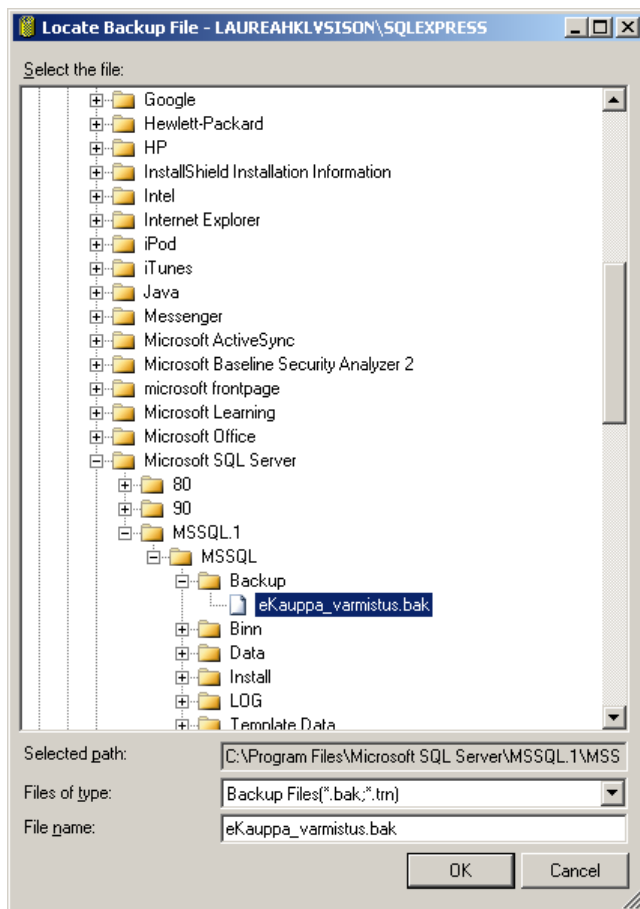 Locate Backup File - LAUREAHKLVSISON\SQLEXPRESS
Select the file:
Google
Hewlett-Packard
HP
InstallShield Installation Information
Intel
Internet Explorer
iPod
iTunes
Java
Messenger
Microsoft ActiveSync
Microsoft Baseline Security Analyzer 2
microsoft frontpage
Microsoft Learning
Microsoft Office
Microsoft SQL Server
80
90
MSSQL.1
MSSQL
Backup
eKauppa_varmistus.bak
Binn
Data
Install
LOG
Template Data
Selected path: C:\Program Files\Microsoft SQL Server\MSSQL.1\MSS
Files of type: Backup Files(*.bak;*.trn)
File name: eKauppa_varmistus.bak
OK Cancel